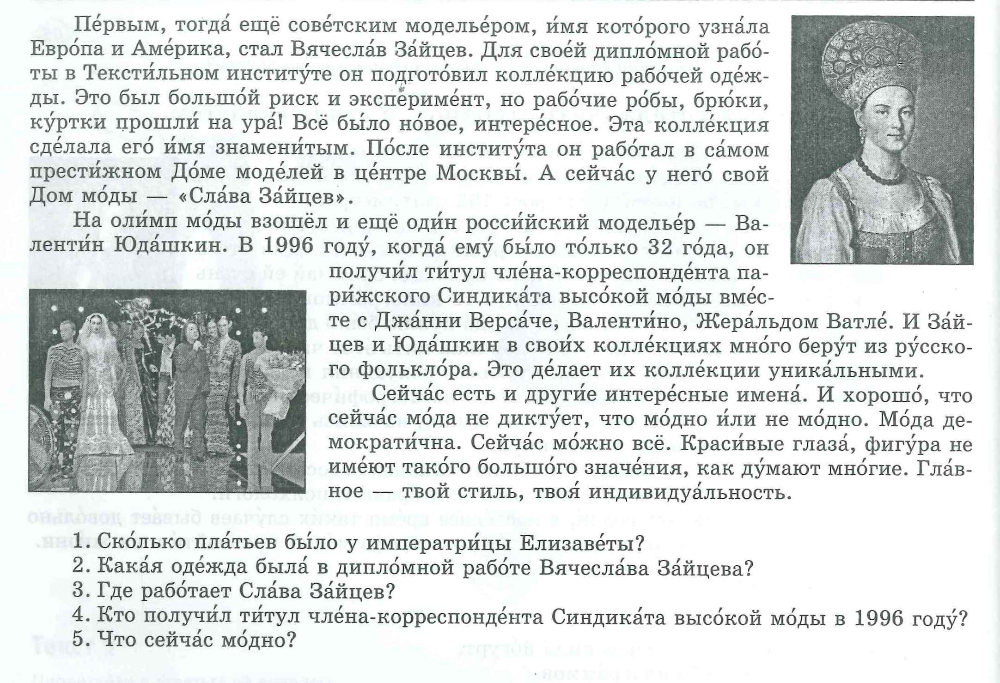 Пе́рвым, тогда́ ещё сове́тским моделье́ром, и́мя кото́рого узна́ла
Евро́па и Аме́рика, стал Вячесла́в За́йцев. Для свое́й дипло́мной рабо́-
ты в Тексти́льном институ́те он подгото́вил колле́кцию рабо́чей оде́ж-
ды. Это был большо́й риск и экспериме́нт, но рабо́чие ро́бы, брю́ки,
ку́ртки прошли́ на ура́! Всё бы́ло но́вое, интере́сное. Эта колле́кция
сде́лала его́ и́мя знамени́тым. По́сле институ́та он рабо́тал в са́мом
прести́жном До́ме моде́лей в це́нтре Москвы́. А сейча́с у него́ свой
Дом мо́ды — «Сла́ва За́йцев».
На оли́мп мо́ды взошёл и ещё оди́н росси́йский моделье́р — Ва-
ленти́н Юда́шкин. В 1996 году́, когда́ ему́ бы́ло то́лько 32 го́да, он
получи́л ти́тул чле́на-корреспонде́нта па-
ри́жского Синдика́та высо́кой мо́ды вме́с-
те с Джа́нни Верса́че, Валенти́но, Жера́льдом Ватле́. И За́й-
цев и Юда́шкин в свои́х колле́кциях мно́го беру́т из ру́сско-
го фолькло́ра. Это де́лает их колле́кции уника́льными.
Сейча́с есть и други́е интере́сные имена́. И хорошо́, что
сейча́с мо́да не дикту́ет, что мо́дно и́ли не мо́дно. Мо́да де-
мократи́чна. Сейча́с мо́жно всё. Краси́вые глаза́, фигу́ра не
име́ют тако́го большо́го значе́ния, как ду́мают мно́гие. Гла́в-
ное — твой стиль, твоя́ индивидуа́льность.
1. Ско́лько пла́тьев бы́ло у императри́цы Елизаве́ты?
2. Кака́я оде́жда была́ в дипло́мной рабо́те Вячесла́ва За́йцева?
3. Где рабо́тает Сла́ва За́йцев?
4. Кто получи́л ти́тул чле́на-корреспонде́нта Синдика́та высо́кой мо́ды в 1996 году́?
5. Что сейча́с мо́дно?